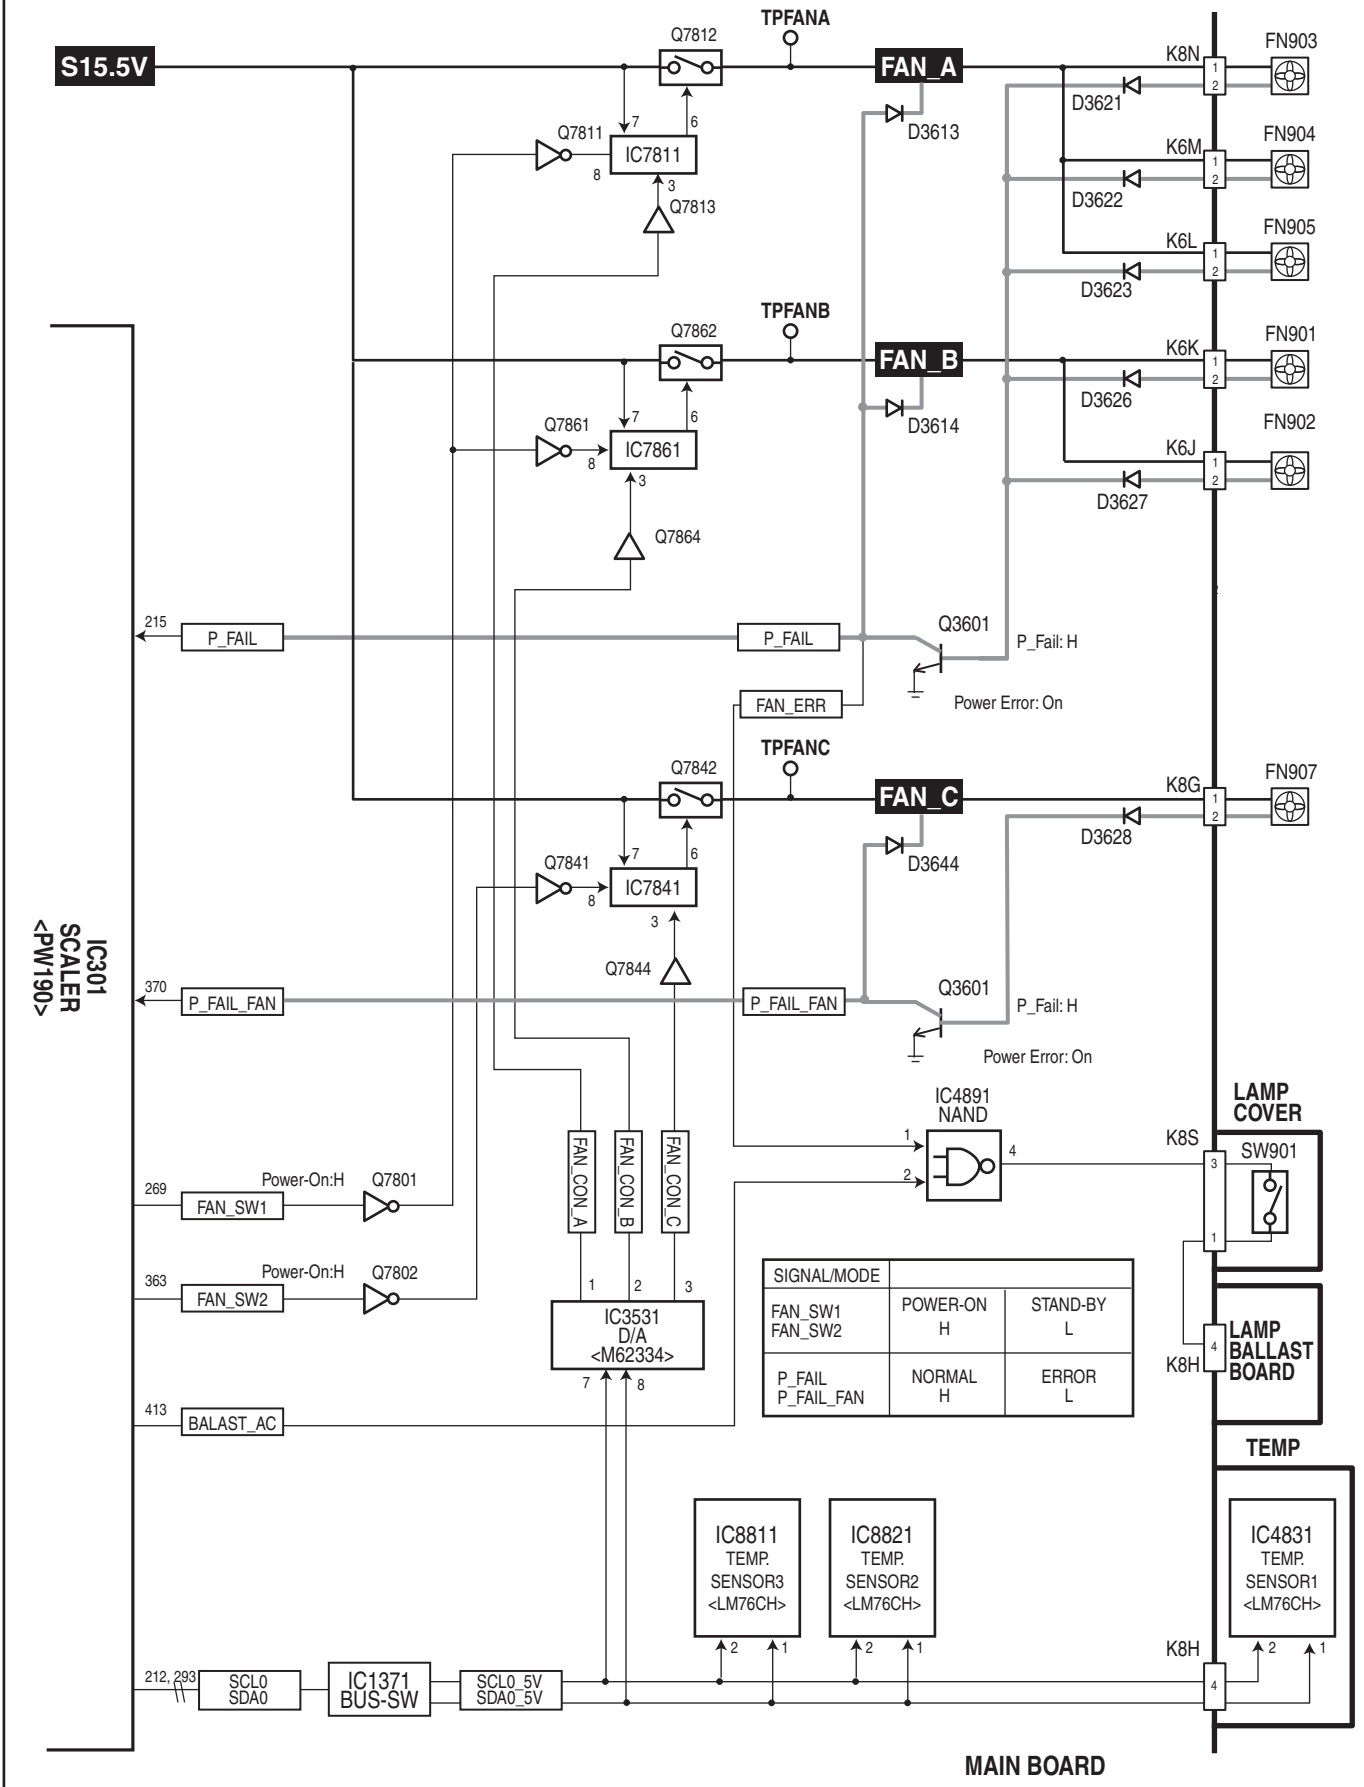 TPFANA
Q7812
S15.5V
FAN_A
K8N
FN903
1
2
D3621
D3613
Q7811
7
6
IC7811
8
3
Q7813
K6M
FN904
1
2
D3622
K6L
FN905
1
2
D3623
TPFANB
Q7862
FAN_B
K6K
FN901
1
2
D3626
D3614
FN902
K6J
1
2
D3627
Q7861
7
6
IC7861
8
3
Q7864
215
P_FAIL
P_FAIL
Q3601
P_Fail: H
FAN_ERR
Power Error: On
TPFANC
Q7842
FAN_C
K8G
FN907
1
2
D3628
D3644
Q7841
7
6
IC7841
8
3
Q7844
IC301
SCALER
<PW190>
370
P_FAIL_FAN
P_FAIL_FAN
Q3601
P_Fail: H
Power Error: On
IC4891
NAND
1
2
4
LAMP
COVER
K8S
SW901
3
1
FAN_CON_A
FAN_CON_B
FAN_CON_C
269
Power-On:H
Q7801
FAN_SW1
363
Power-On:H
Q7802
FAN_SW2
1
2
3
IC3531
D/A
<M62334>
7
8
SIGNAL/MODE
FAN_SW1
FAN_SW2
POWER-ON
H
STAND-BY
L
P_FAIL
P_FAIL_FAN
NORMAL
H
ERROR
L
4
K8H
LAMP
BALLAST
BOARD
413
BALAST_AC
TEMP
IC8811
TEMP.
SENSOR3
<LM76CH>
2
1
IC8821
TEMP.
SENSOR2
<LM76CH>
2
1
IC4831
TEMP.
SENSOR1
<LM76CH>
2
1
K8H
4
212, 293
SCL0
SDA0
IC1371
BUS-SW
SCL0_5V
SDA0_5V
MAIN BOARD